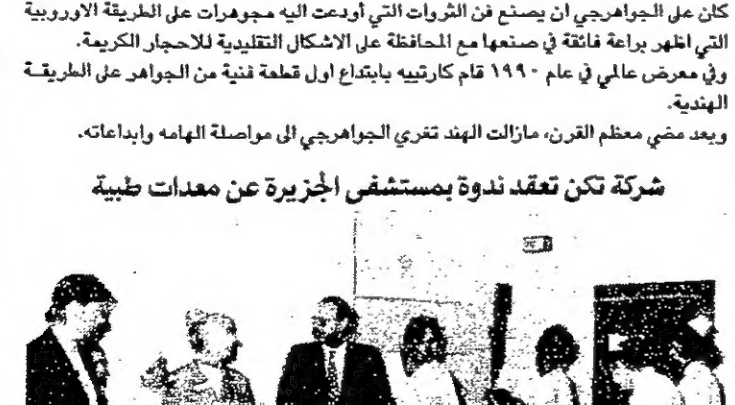 كان على الجواهرجي ان يصنع فن الثروات التي أودعت اليه مجوهرات على الطريقة الاوروبية
التي اظهر براعة فائقة في صنعها مع المحافظة على الاشكال التقليدية للاحجار الكريمة.
وفي معرض عالمي في عام ١٩٩٠ قام كارتييه بابتداع اول قطعة فنية من الجواهر على الطريقــة
الهندية.
وبعد مضي معظم القرن، مازالت الهند تغري الجواهرجي الى مواصلة الهامه وابداعاته.
شركة تكن تعقد ندوة بمستشفى الجزيرة عن معدات طبية